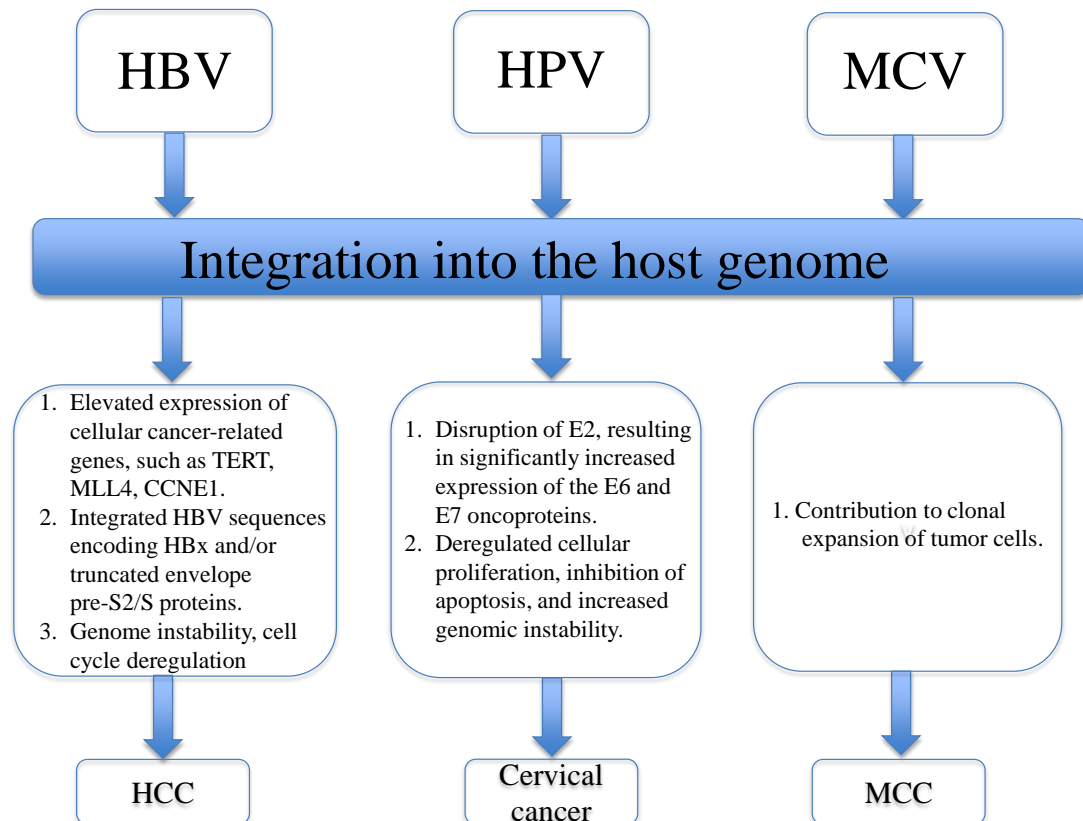 HBV
HPV
MCV
Integration into the host genome
1. Elevated expression of
cellular cancer-related
genes, such as TERT,
MLL4, CCNE1.
2. Integrated HBV sequences
encoding HBx and/or
truncated envelope
pre-S2/S proteins.
3. Genome instability, cell
cycle deregulation
1. Disruption of E2, resulting
in significantly increased
expression of the E6 and
E7 oncoproteins.
2. Deregulated cellular
proliferation, inhibition of
apoptosis, and increased
genomic instability.
1. Contribution to clonal
expansion of tumor cells.
HCC
Cervical
cancer
MCC